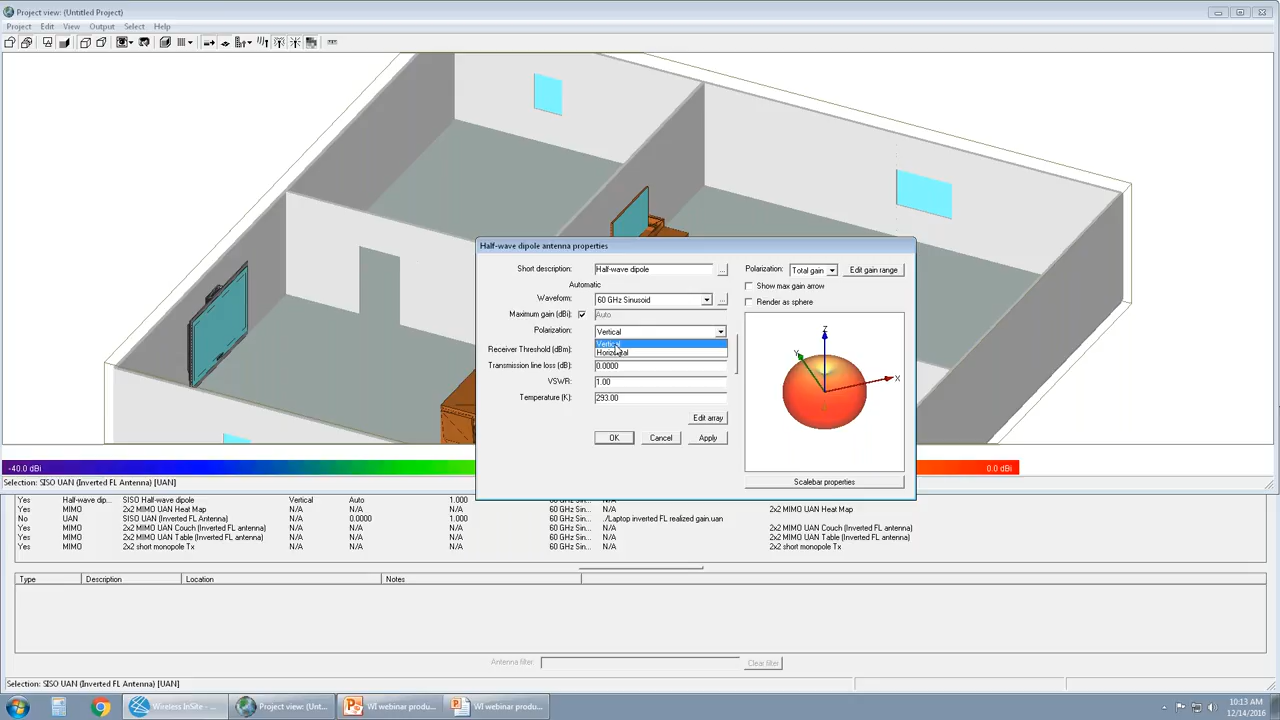 Project view: (Untitled Project)
Project Edit View Output Select Help
Half-wave dipole antenna properties
Short description: Half-wave dipole ...
Automatic
Waveform: 60 GHz Sinusoid ...
Maximum gain (dBi): Auto
Polarization: Vertical
Vertical
Horizontal
Receiver Threshold (dBm):
Transmission line loss (dB): 0.0000
VSWR: 1.00
Temperature (K): 293.00
Edit array
OK Cancel Apply
Polarization: Total gain Edit gain range
Show max gain arrow
Render as sphere
Z
Y
X
Scalebar properties
-40.0 dBi 0.0 dBi
Selection: SISO UAN (Inverted FL Antenna) [UAN]
Yes Half-wave dip... SISO Half-wave dipole Vertical Auto 1.000 60 GHz Sin... N/A
Yes MIMO 2x2 MIMO UAN Heat Map N/A N/A N/A 60 GHz Sin... N/A 2x2 MIMO UAN Heat Map
No UAN SISO UAN (Inverted FL Antenna) N/A 0.0000 1.000 60 GHz Sin... ./Laptop inverted FL realized gain.uan
Yes MIMO 2x2 MIMO UAN Couch (Inverted FL antenna) N/A N/A N/A 60 GHz Sin... N/A 2x2 MIMO UAN Couch (Inverted FL antenna)
Yes MIMO 2x2 MIMO UAN Table (Inverted FL antenna) N/A N/A N/A 60 GHz Sin... N/A 2x2 MIMO UAN Table (Inverted FL antenna)
Yes MIMO 2x2 short monopole Tx N/A N/A N/A 60 GHz Sin... N/A 2x2 short monopole Tx
Type Description Location Notes
Antenna filter: Clear filter
Selection: SISO UAN (Inverted FL Antenna) [UAN]
Wireless InSite - ... Project view: (Unt... WI webinar produ... WI webinar produ...
10:13 AM
12/14/2016